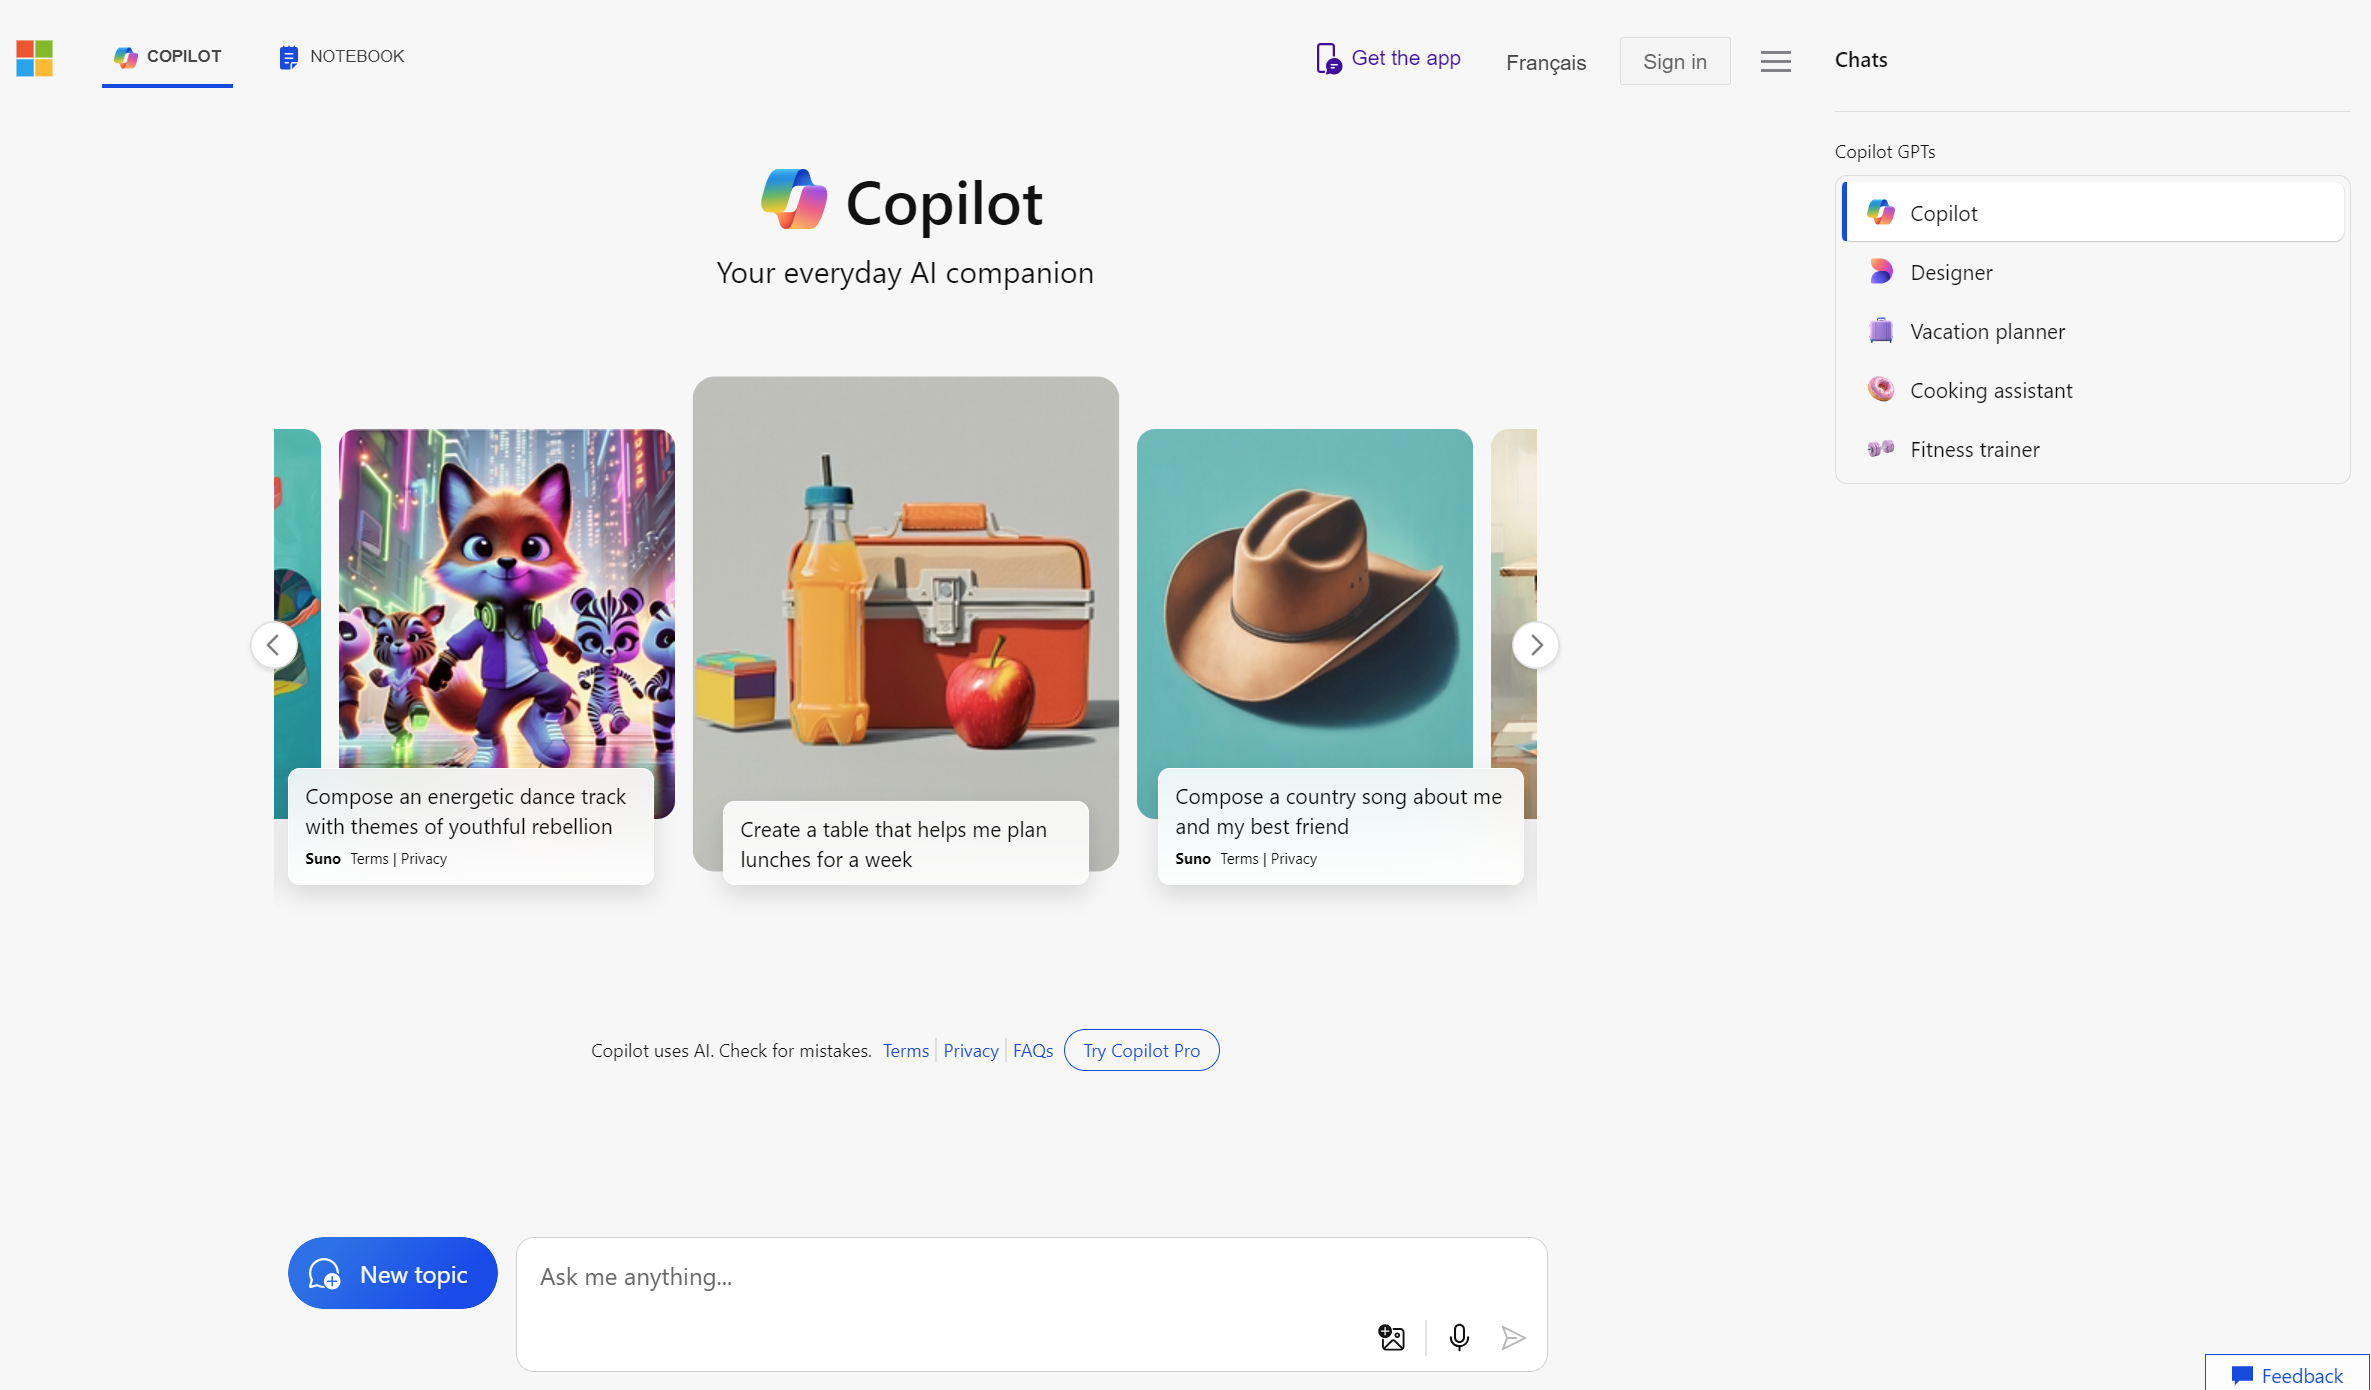 COPILOT
NOTEBOOK
Get the app
Français
Sign in
Chats
Copilot
Your everyday AI companion
Compose an energetic dance track
with themes of youthful rebellion
Suno Terms | Privacy
Create a table that helps me plan
lunches for a week
Compose a country song about me
and my best friend
Suno Terms | Privacy
Copilot uses AI. Check for mistakes. Terms Privacy FAQs Try Copilot Pro
New topic
Ask me anything...
Copilot GPTs
Copilot
Designer
Vacation planner
Cooking assistant
Fitness trainer
Feedback